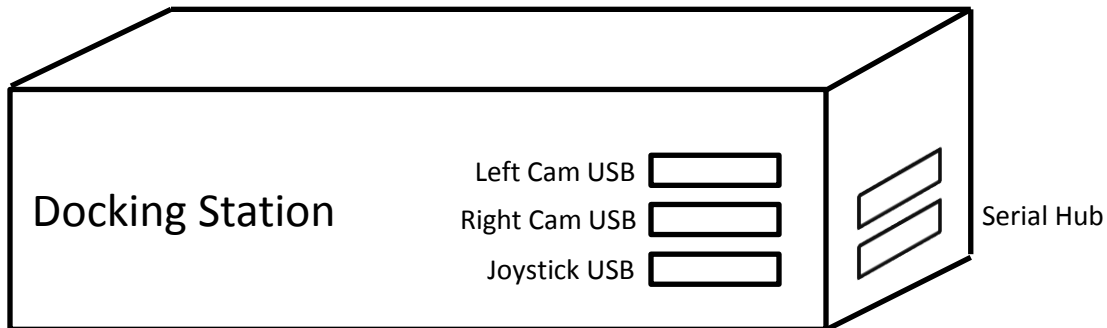 Left Cam USB
Docking Station
Right Cam USB
Serial Hub
Joystick USB